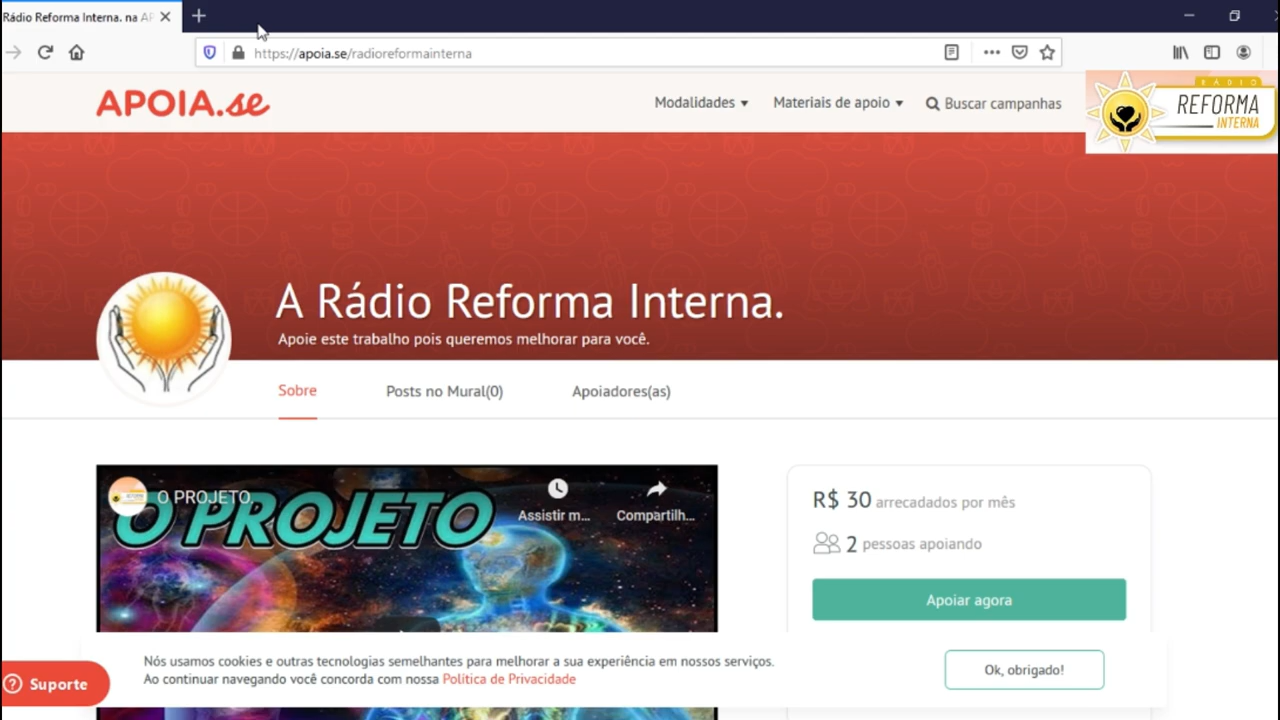 Rádio Reforma Interna. na AP
https://apoia.se/radioreformainterna
APOIA.se
Modalidades
Materiais de apoio
Buscar campanhas
RÁDIO
REFORMA
INTERNA
A Rádio Reforma Interna.
Apoie este trabalho pois queremos melhorar para você.
Sobre
Posts no Mural(0)
Apoiadores(as)
O PROJETO.
O PROJETO
Assistir m...
Compartilh...
R$ 30 arrecadados por mês
2 pessoas apoiando
Apoiar agora
Nós usamos cookies e outras tecnologias semelhantes para melhorar a sua experiência em nossos serviços.
Ao continuar navegando você concorda com nossa Política de Privacidade
Ok, obrigado!
Suporte